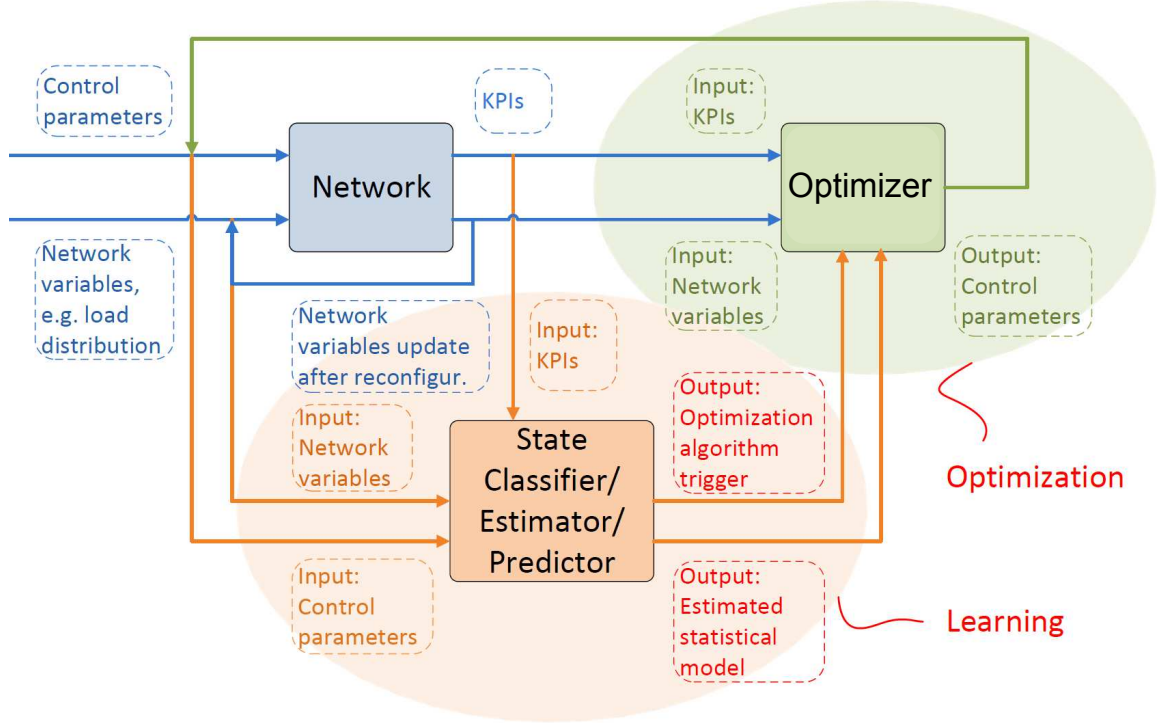 Control
parameters
KPIs
Input:
KPIs
Network
Optimizer
Network
variables,
e.g. load
distribution
Network
variables update
after reconfigur.
Input:
KPIs
Input:
Network
variables
Output:
Control
parameters
Input:
Network
variables
State
Classifier/
Estimator/
Predictor
Output:
Optimization
algorithm
trigger
Optimization
Input:
Control
parameters
Output:
Estimated
statistical
model
Learning